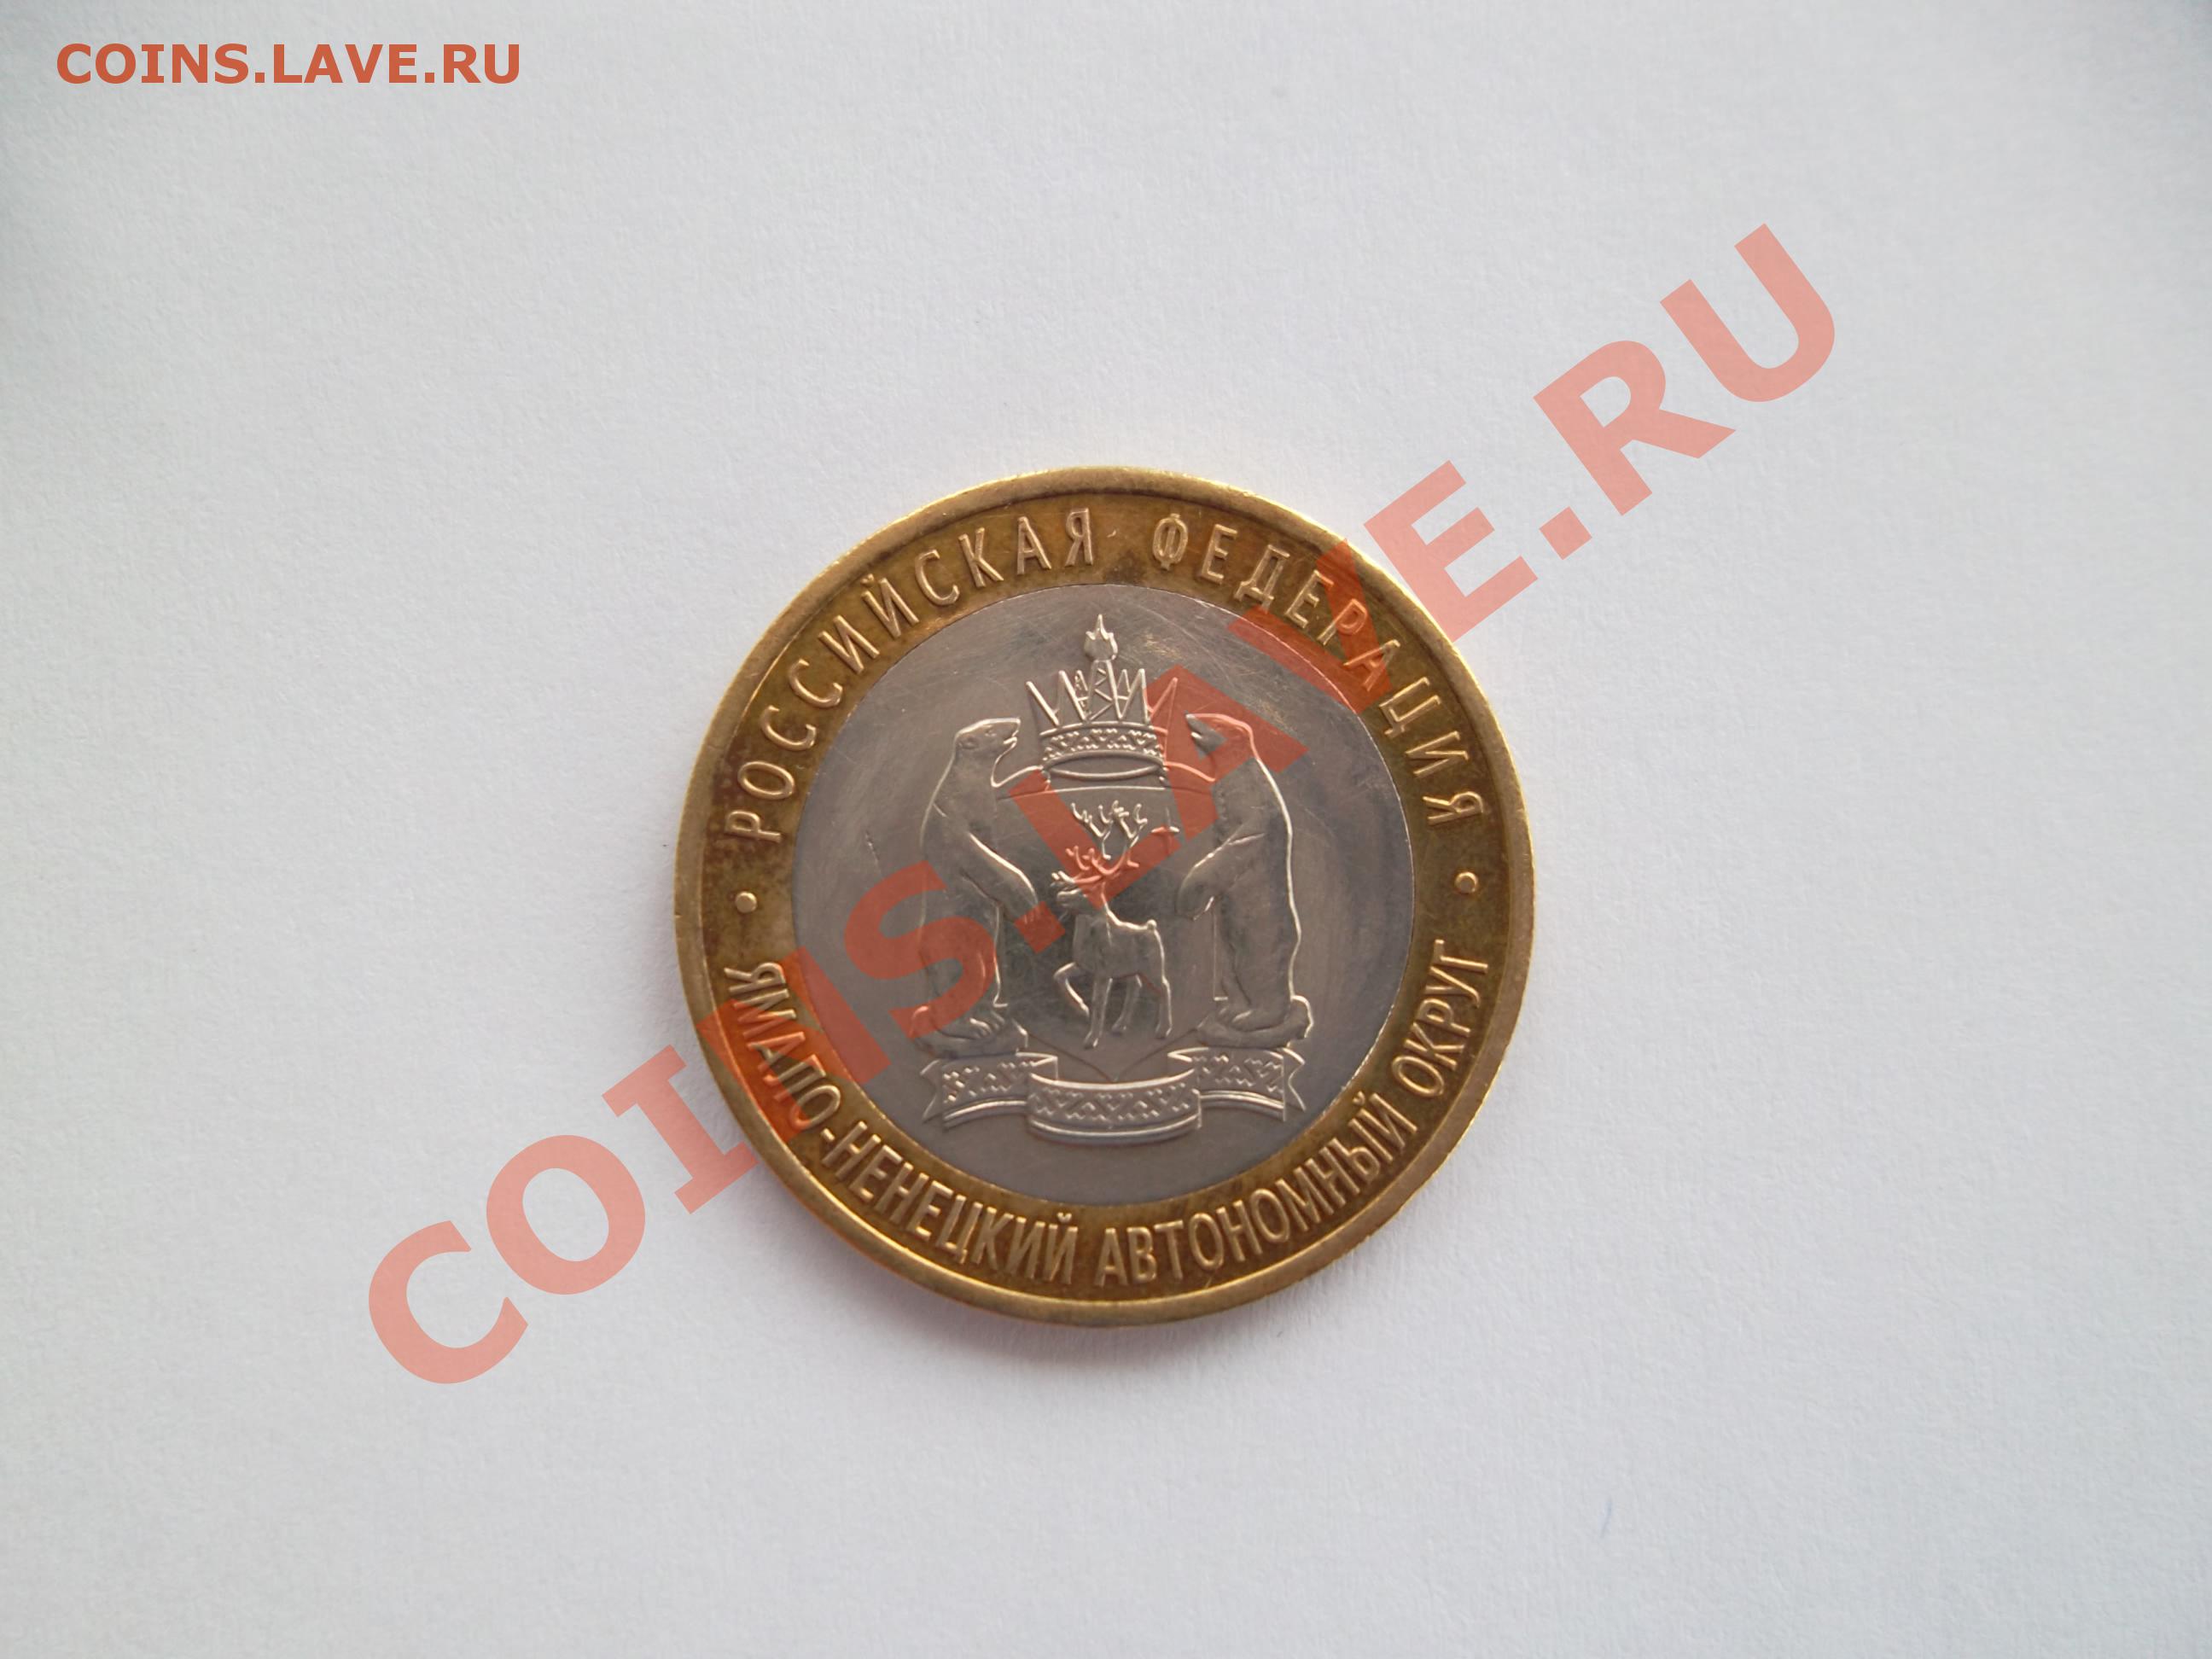 COINS.LAVE.RU
• РОССИЙСКАЯ ФЕДЕРАЦИЯ •
ЯМАЛО-НЕНЕЦКИЙ АВТОНОМНЫЙ ОКРУГ
COINS.LAVE.RU